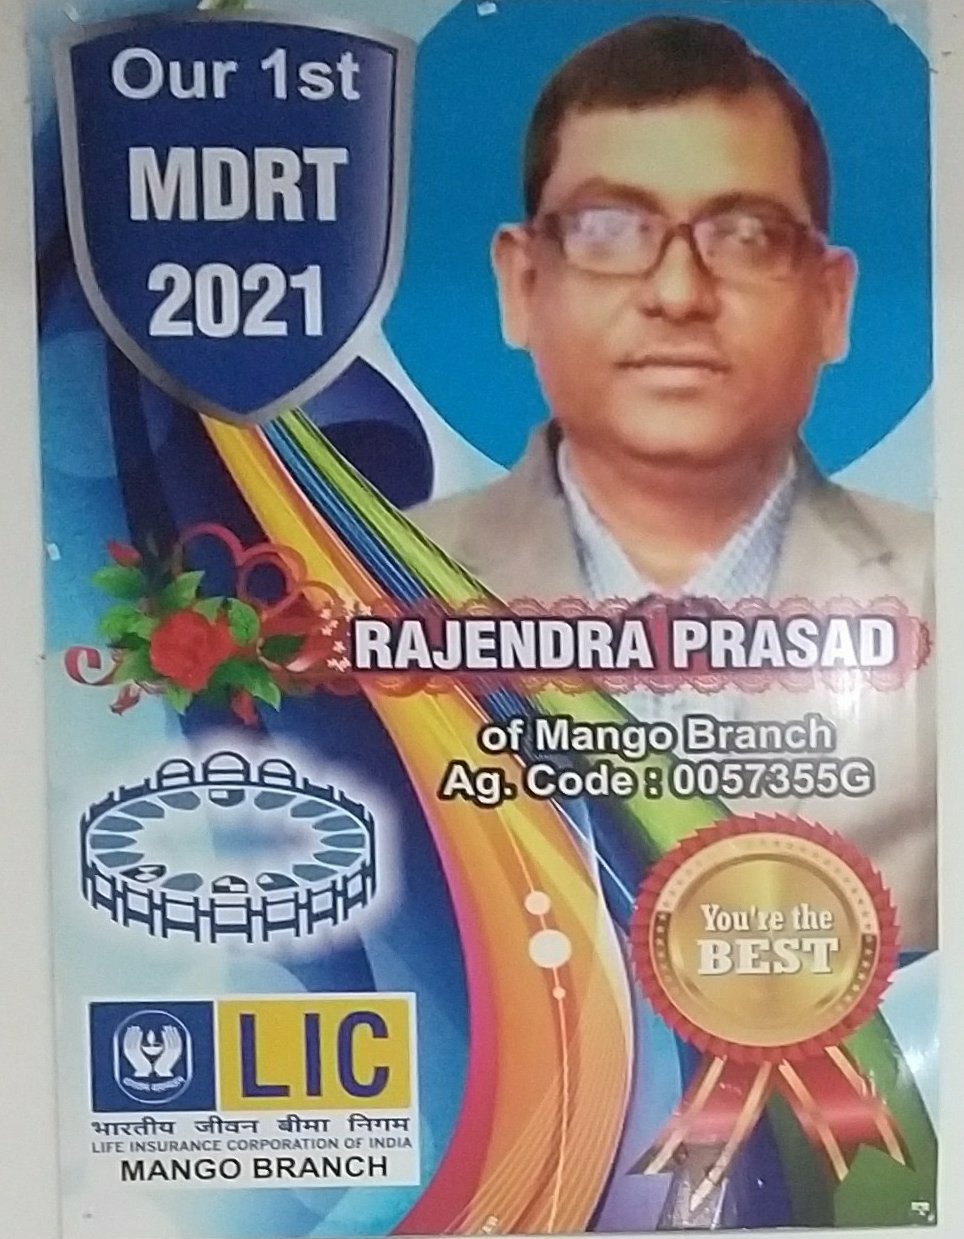 Our 1st
MDRT
2021
RAJENDRA PRASAD
of Mango Branch
Ag. Code : 0057355G
You're the
BEST
LIC
भारतीय जीवन बीमा निगम
LIFE INSURANCE CORPORATION OF INDIA
MANGO BRANCH